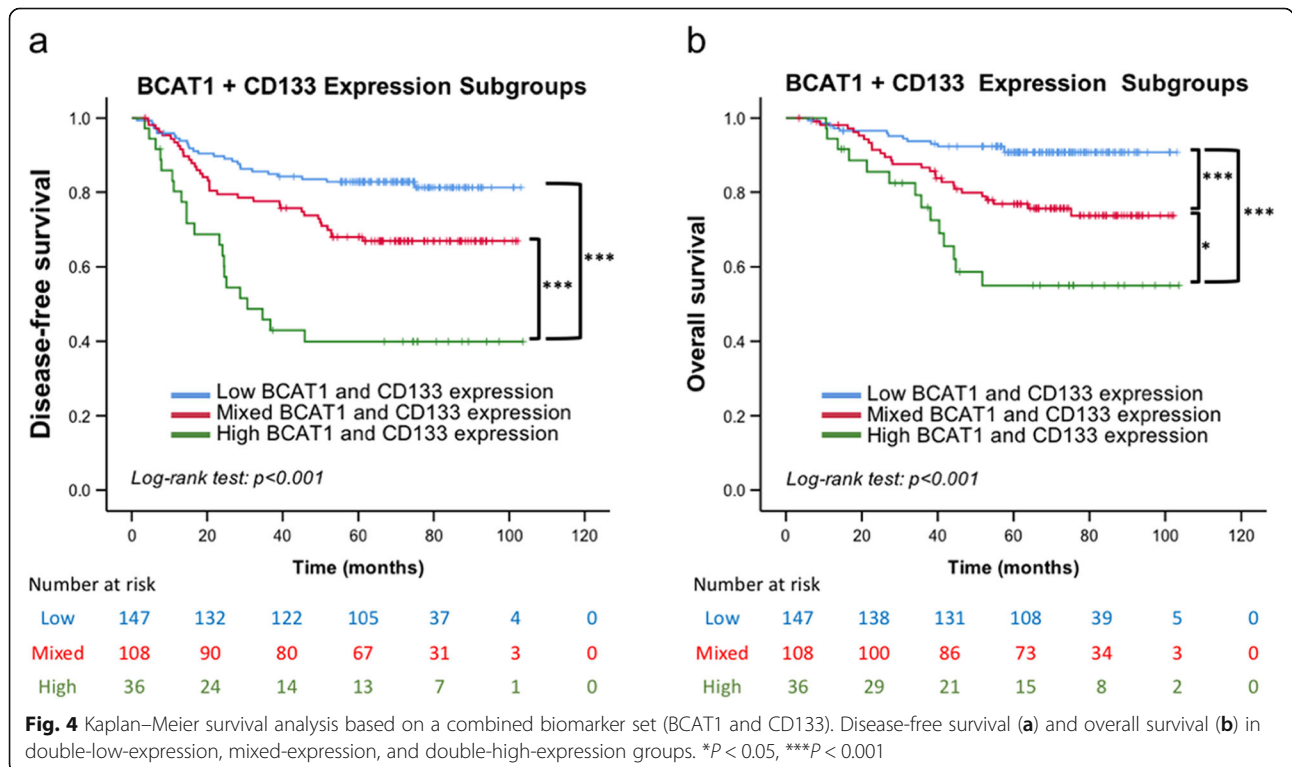 a
BCAT1 + CD133 Expression Subgroups
Disease-free survival
1.0
0.8
0.6
0.4
0.2
0.0
***
***
Low BCAT1 and CD133 expression
Mixed BCAT1 and CD133 expression
High BCAT1 and CD133 expression
Log-rank test: p<0.001
0 20 40 60 80 100 120
Time (months)
Number at risk
Low 147 132 122 105 37 4 0
Mixed 108 90 80 67 31 3 0
High 36 24 14 13 7 1 0
b
BCAT1 + CD133 Expression Subgroups
Overall survival
1.0
0.8
0.6
0.4
0.2
0.0
***
***
*
Low BCAT1 and CD133 expression
Mixed BCAT1 and CD133 expression
High BCAT1 and CD133 expression
Log-rank test: p<0.001
0 20 40 60 80 100 120
Time (months)
Number at risk
Low 147 138 131 108 39 5 0
Mixed 108 100 86 73 34 3 0
High 36 29 21 15 8 2 0
Fig. 4 Kaplan–Meier survival analysis based on a combined biomarker set (BCAT1 and CD133). Disease-free survival (a) and overall survival (b) in
double-low-expression, mixed-expression, and double-high-expression groups. *P < 0.05, ***P < 0.001